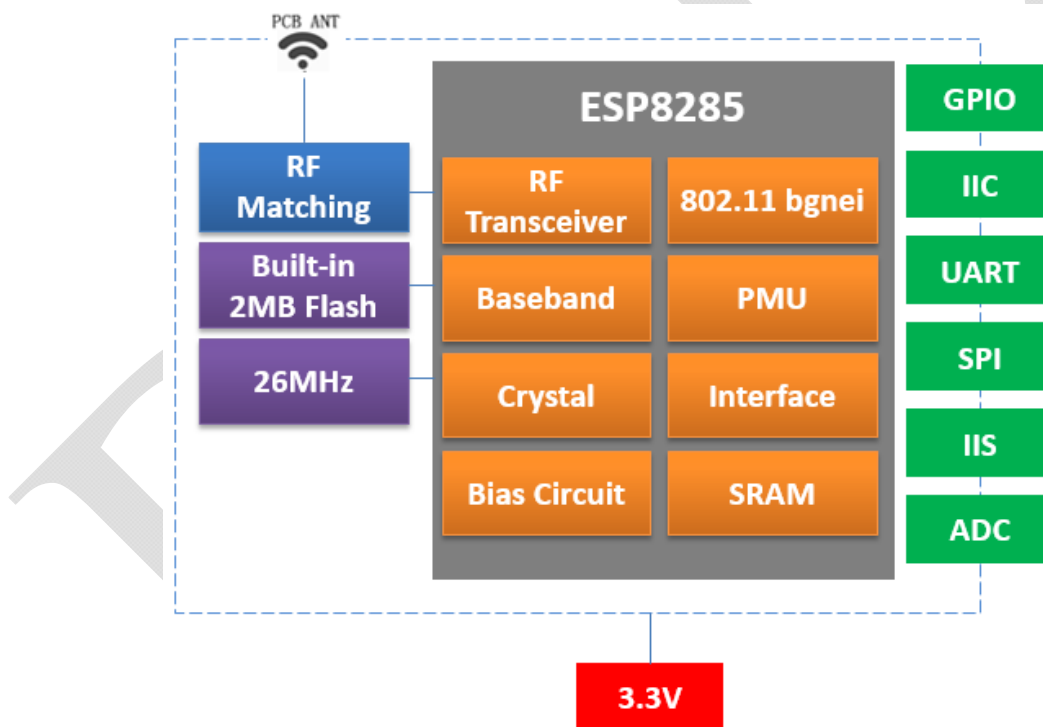 PCB ANT
ESP8285
RF
Matching
Built-in
2MB Flash
26MHz
RF
Transceiver
802.11 bgnei
Baseband
PMU
Crystal
Interface
Bias Circuit
SRAM
GPIO
IIC
UART
SPI
IIS
ADC
3.3V